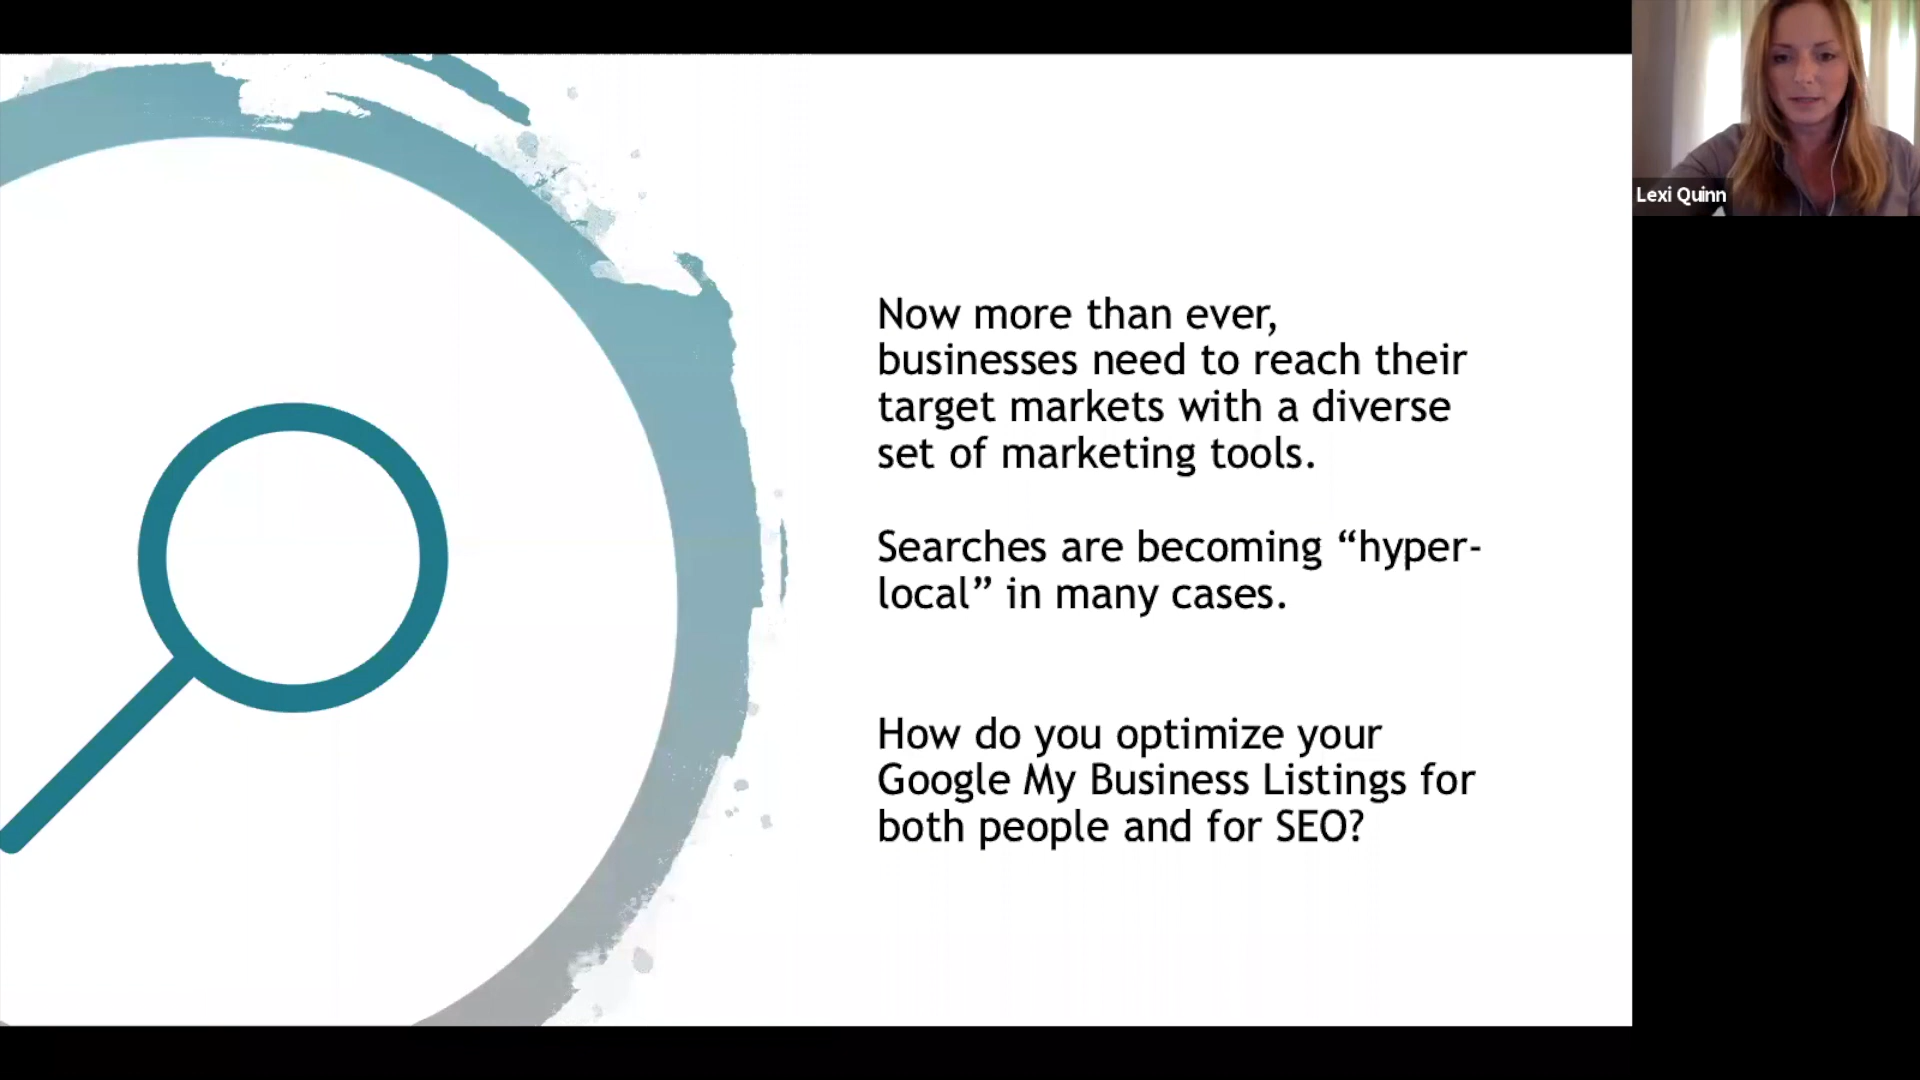 Now more than ever,
businesses need to reach their
target markets with a diverse
set of marketing tools.
Searches are becoming “hyper-
local” in many cases.
How do you optimize your
Google My Business Listings for
both people and for SEO?
Lexi Quinn